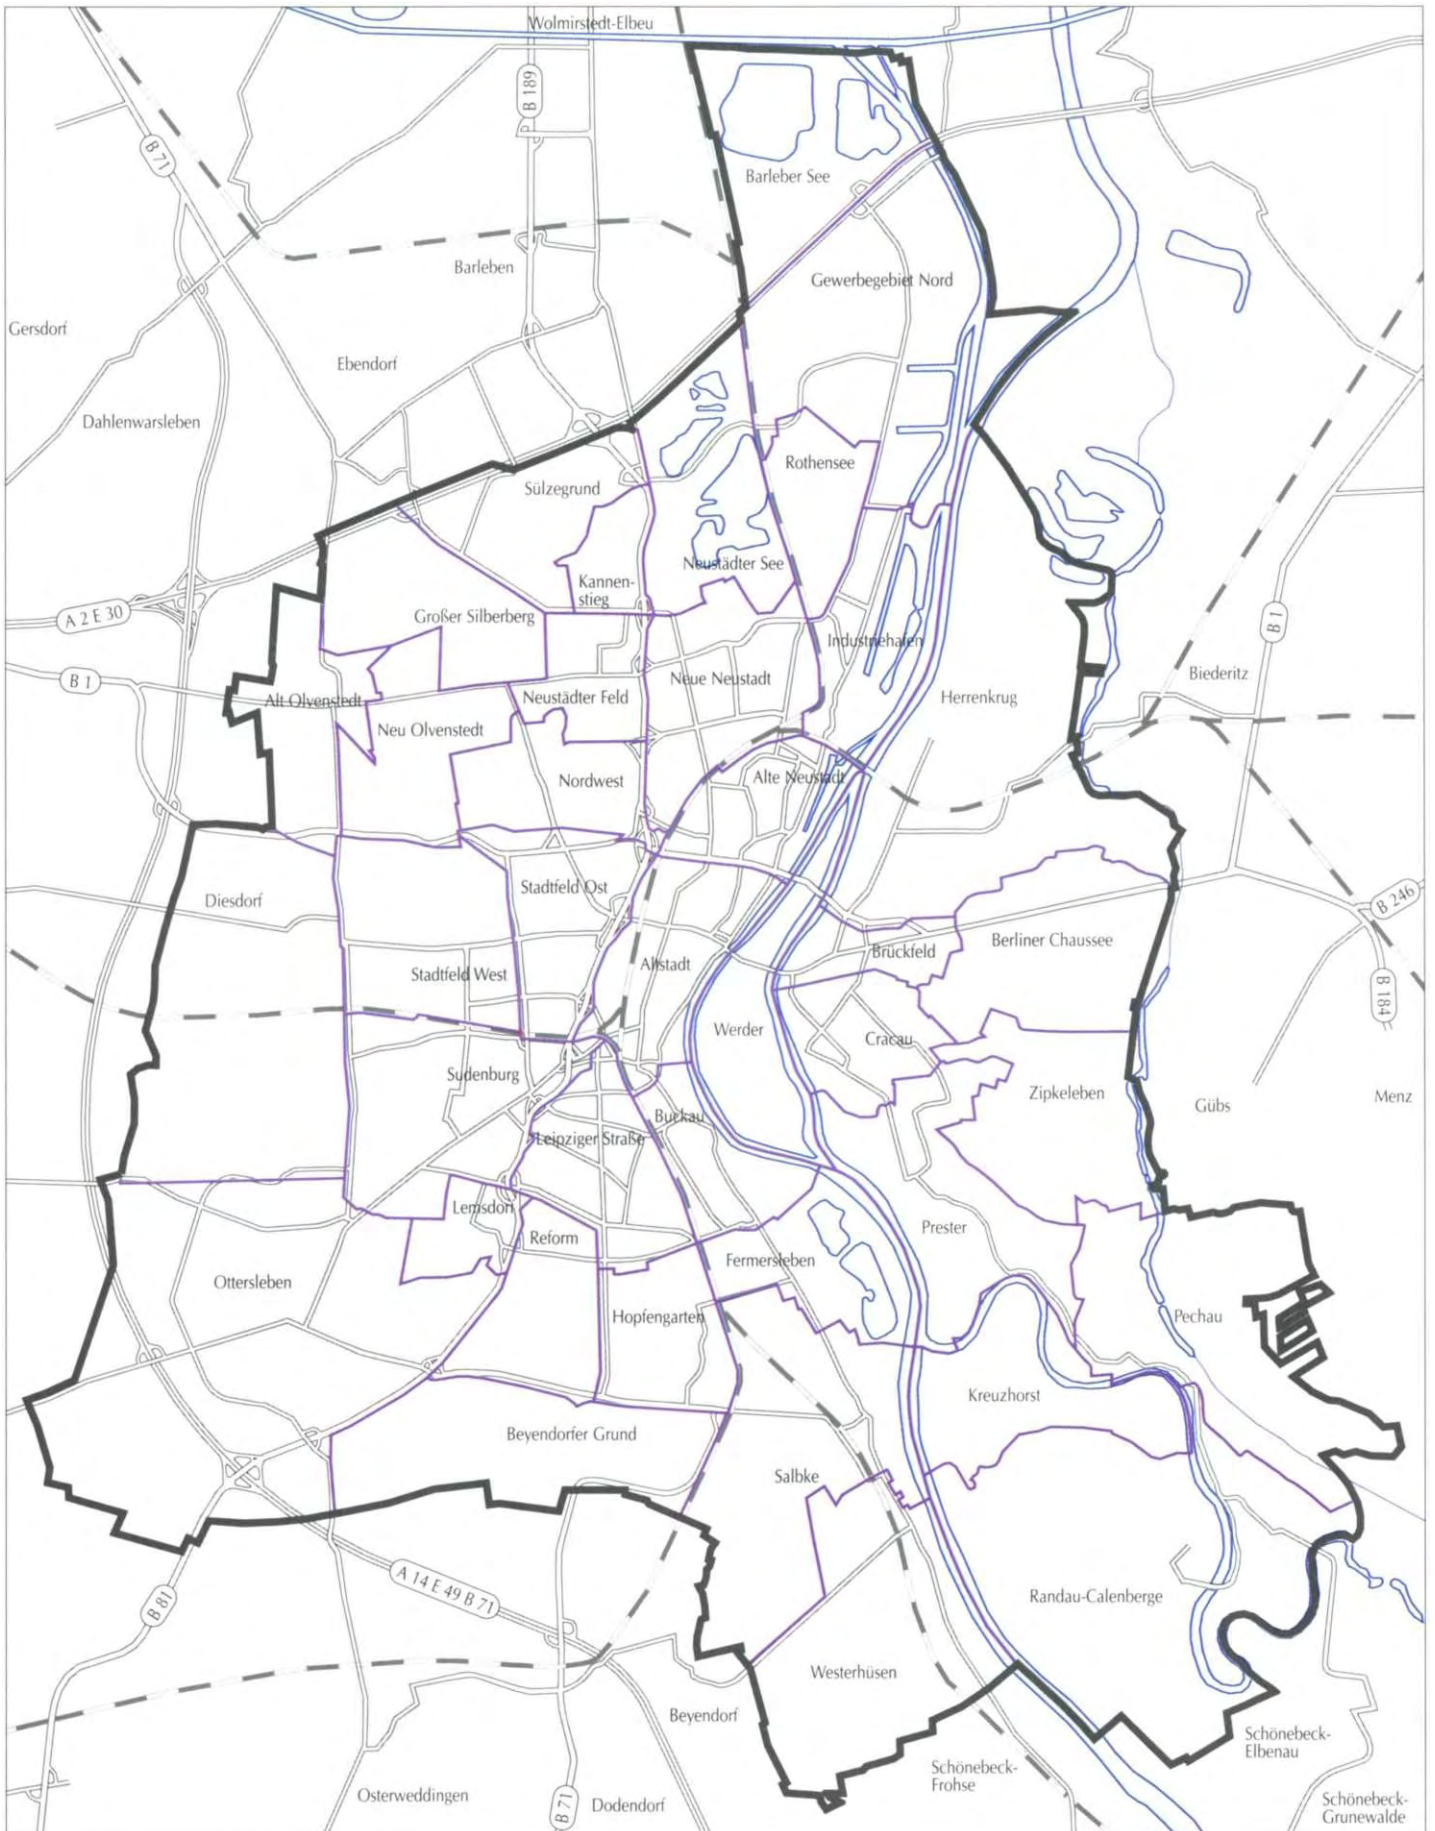 Wolmirstedt-Elbeu
B 189
B 71
Barleber See
Barleben
Gewerbegebiet Nord
Gersdorf
Ebendorf
Dahlenwarsleben
Rothensee
Sülzegrund
Neustädter See
Kannen-
stieg
A 2 E 30
Großer Silberberg
B 1
Industriehafen
B 1
Neue Neustadt
Biederitz
Alt Olvenstedt
Neustädter Feld
Herrenkrug
Neu Olvenstedt
Nordwest
Alte Neustadt
Stadtfeld Ost
Diesdorf
B 246
Berliner Chaussee
Brückfeld
Altstadt
Stadtfeld West
B 184
Werder
Cracau
Sudenburg
Zipkeleben
Menz
Gübs
Buckau
Leipziger Straße
Lemsdorf
Prester
Reform
Fermersleben
Ottersleben
Hopfengarten
Pechau
Kreuzhorst
Beyendorfer Grund
Salbke
A 14 E 49 B 71
Randau-Calenberge
B 81
Westerhüsen
Beyendorf
Schönebeck-
Elbenau
Schönebeck-
Frohse
Osterweddingen
B 71
Dodendorf
Schönebeck-
Grunewalde